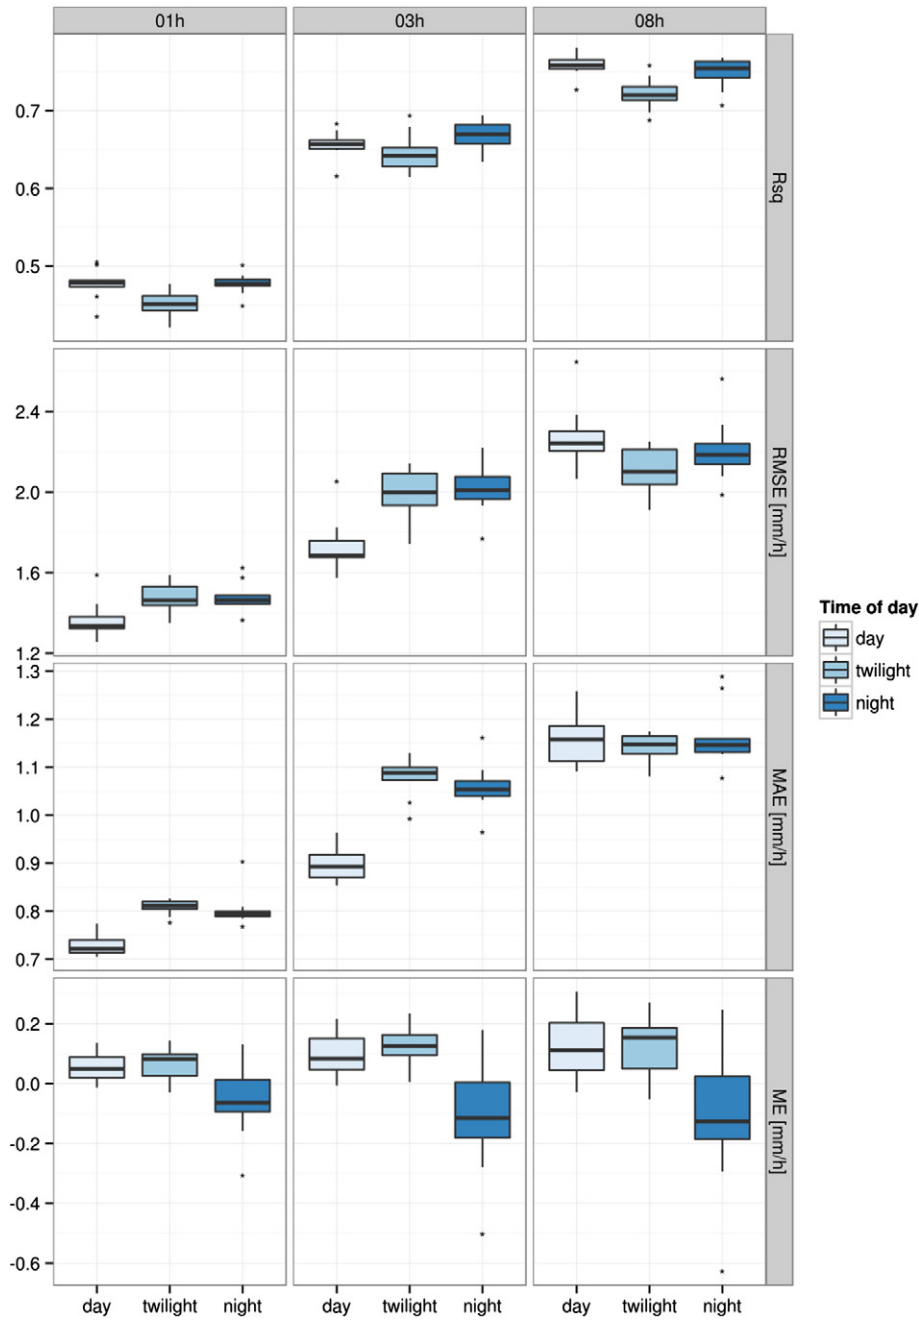 01h 03h 08h
0.7
0.6
0.5
Rsq
2.4
2.0
1.6
1.2
RMSE [mm/h]
1.3
1.2
1.1
1.0
0.9
0.8
0.7
MAE [mm/h]
0.2
0.0
-0.2
-0.4
-0.6
ME [mm/h]
day twilight night day twilight night day twilight night
Time of day
day
twilight
night